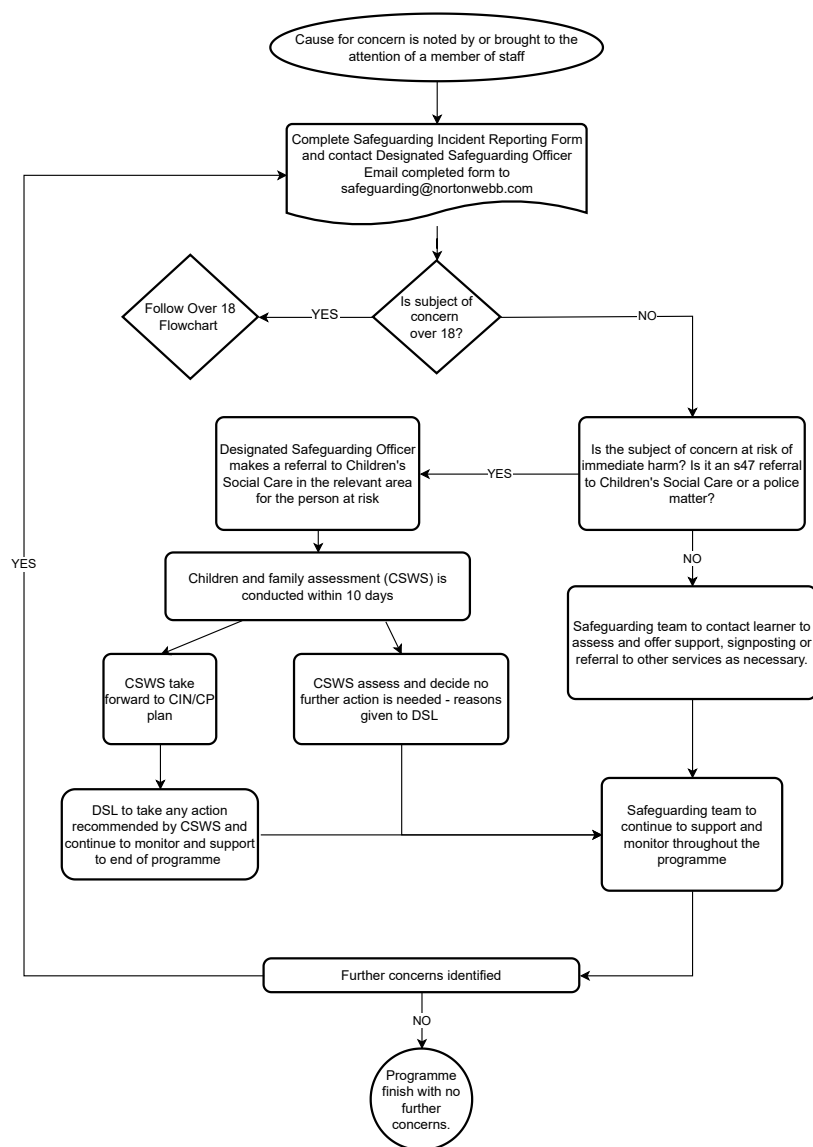 Cause for concern is noted by or brought to the
attention of a member of staff
Complete Safeguarding Incident Reporting Form
and contact Designated Safeguarding Officer
Email completed form to
safeguarding@nortonwebb.com
Follow Over 18
Flowchart
YES
Is subject of
concern
over 18?
NO
Designated Safeguarding Officer
makes a referral to Children's
Social Care in the relevant area
for the person at risk
YES
Is the subject of concern at risk of
immediate harm? Is it an s47 referral
to Children's Social Care or a police
matter?
YES
NO
Children and family assessment (CSWS) is
conducted within 10 days
Safeguarding team to contact learner to
assess and offer support, signposting or
referral to other services as necessary.
CSWS take
forward to CIN/CP
plan
CSWS assess and decide no
further action is needed - reasons
given to DSL
DSL to take any action
recommended by CSWS and
continue to monitor and support
to end of programme
Safeguarding team to
continue to support and
monitor throughout the
programme
Further concerns identified
NO
Programme
finish with no
further
concerns.